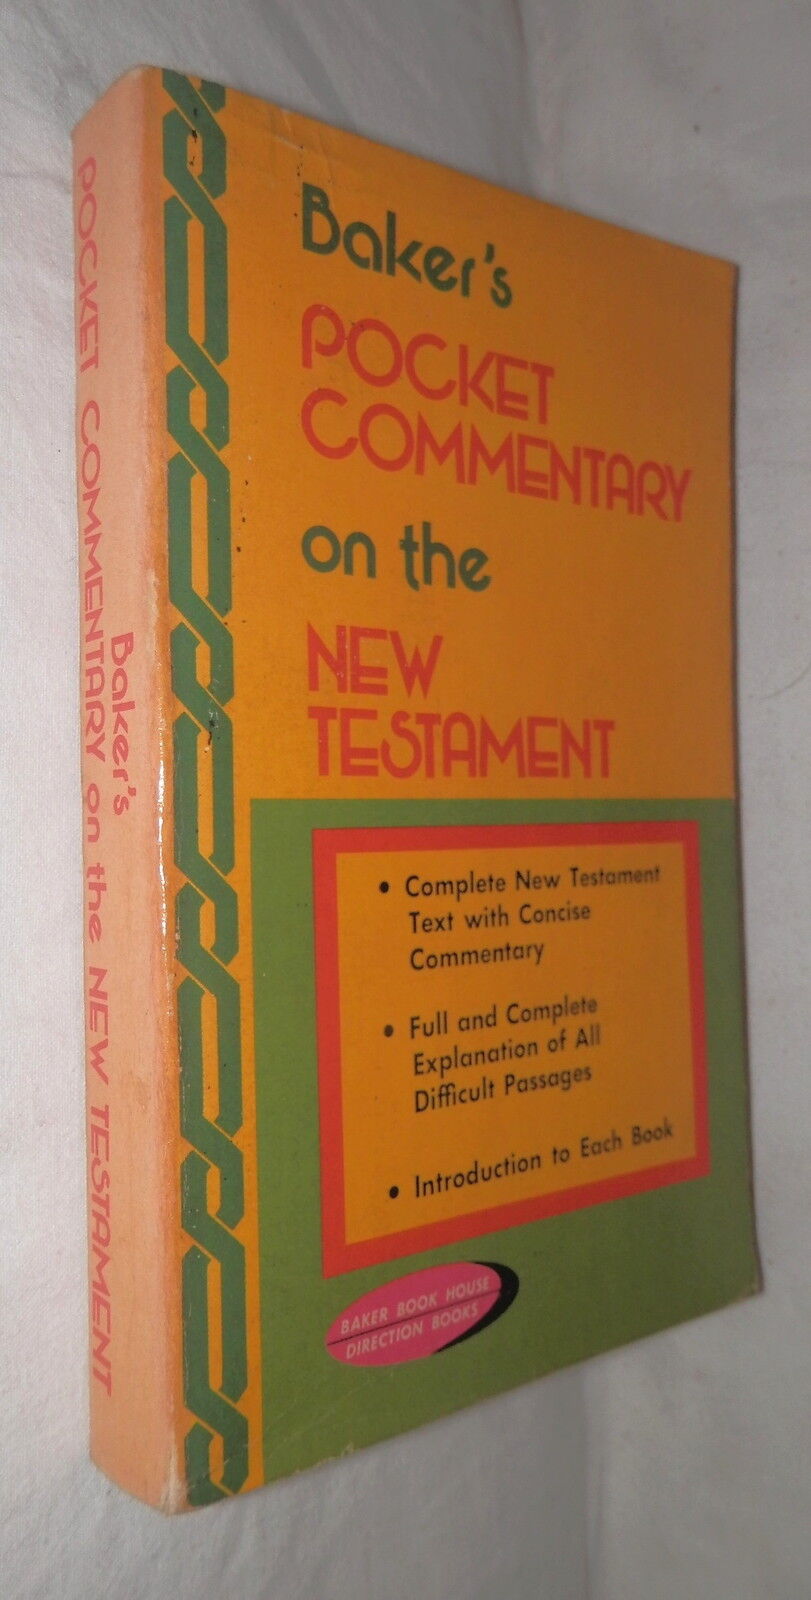 Baker's
POCKET COMMENTARY on the NEW TESTAMENT
Baker's
POCKET
COMMENTARY
on the
NEW
TESTAMENT
• Complete New Testament
Text with Concise
Commentary
• Full and Complete
Explanation of All
Difficult Passages
• Introduction to Each Book
BAKER BOOK HOUSE
DIRECTION BOOKS